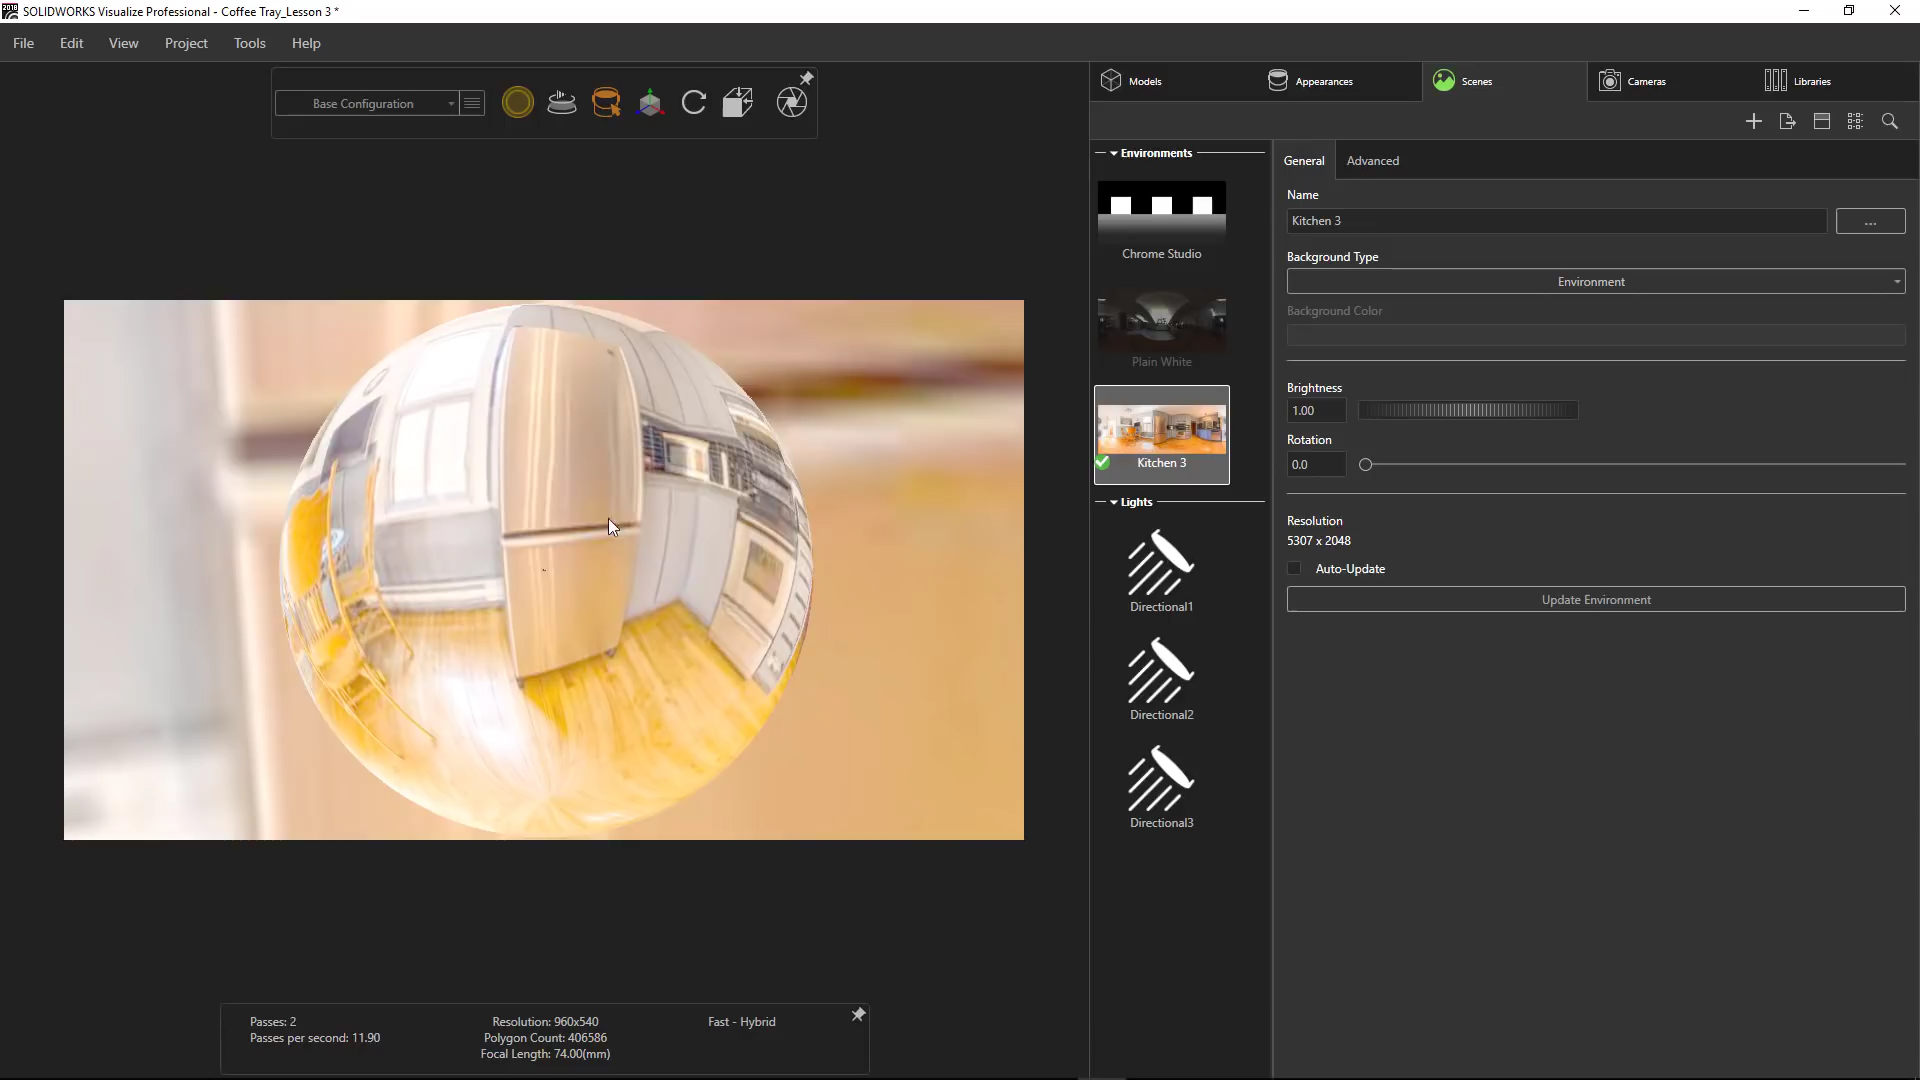 SOLIDWORKS Visualize Professional - Coffee Tray_Lesson 3 *
File Edit View Project Tools Help
Base Configuration
Models Appearances Scenes Cameras Libraries
Environments
Chrome Studio
Plain White
Kitchen 3
Lights
Directional1
Directional2
Directional3
General Advanced
Name
Kitchen 3
...
Background Type
Environment
Background Color
Brightness
1.00
Rotation
0.0
Resolution
5307 x 2048
Auto-Update
Update Environment
Passes: 2
Passes per second: 11.90
Resolution: 960x540
Polygon Count: 406586
Focal Length: 74.00(mm)
Fast - Hybrid